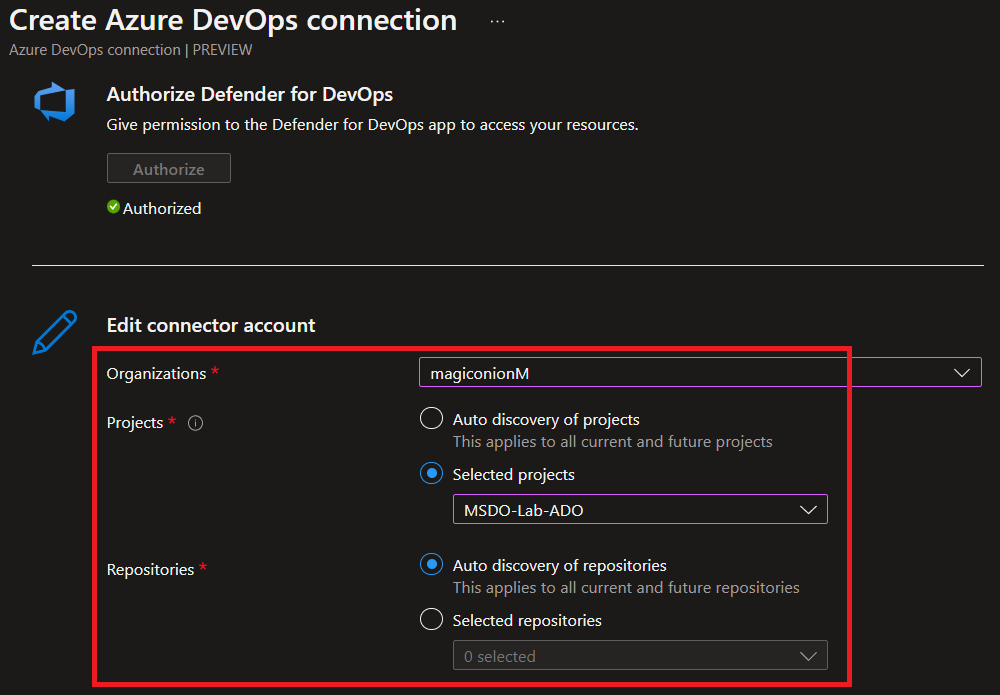 Create Azure DevOps connection ...
Azure DevOps connection | PREVIEW
Authorize Defender for DevOps
Give permission to the Defender for DevOps app to access your resources.
Authorize
Authorized
Edit connector account
Organizations *
magiconionM
Projects *
Auto discovery of projects
This applies to all current and future projects
Selected projects
MSDO-Lab-ADO
Repositories *
Auto discovery of repositories
This applies to all current and future repositories
Selected repositories
0 selected